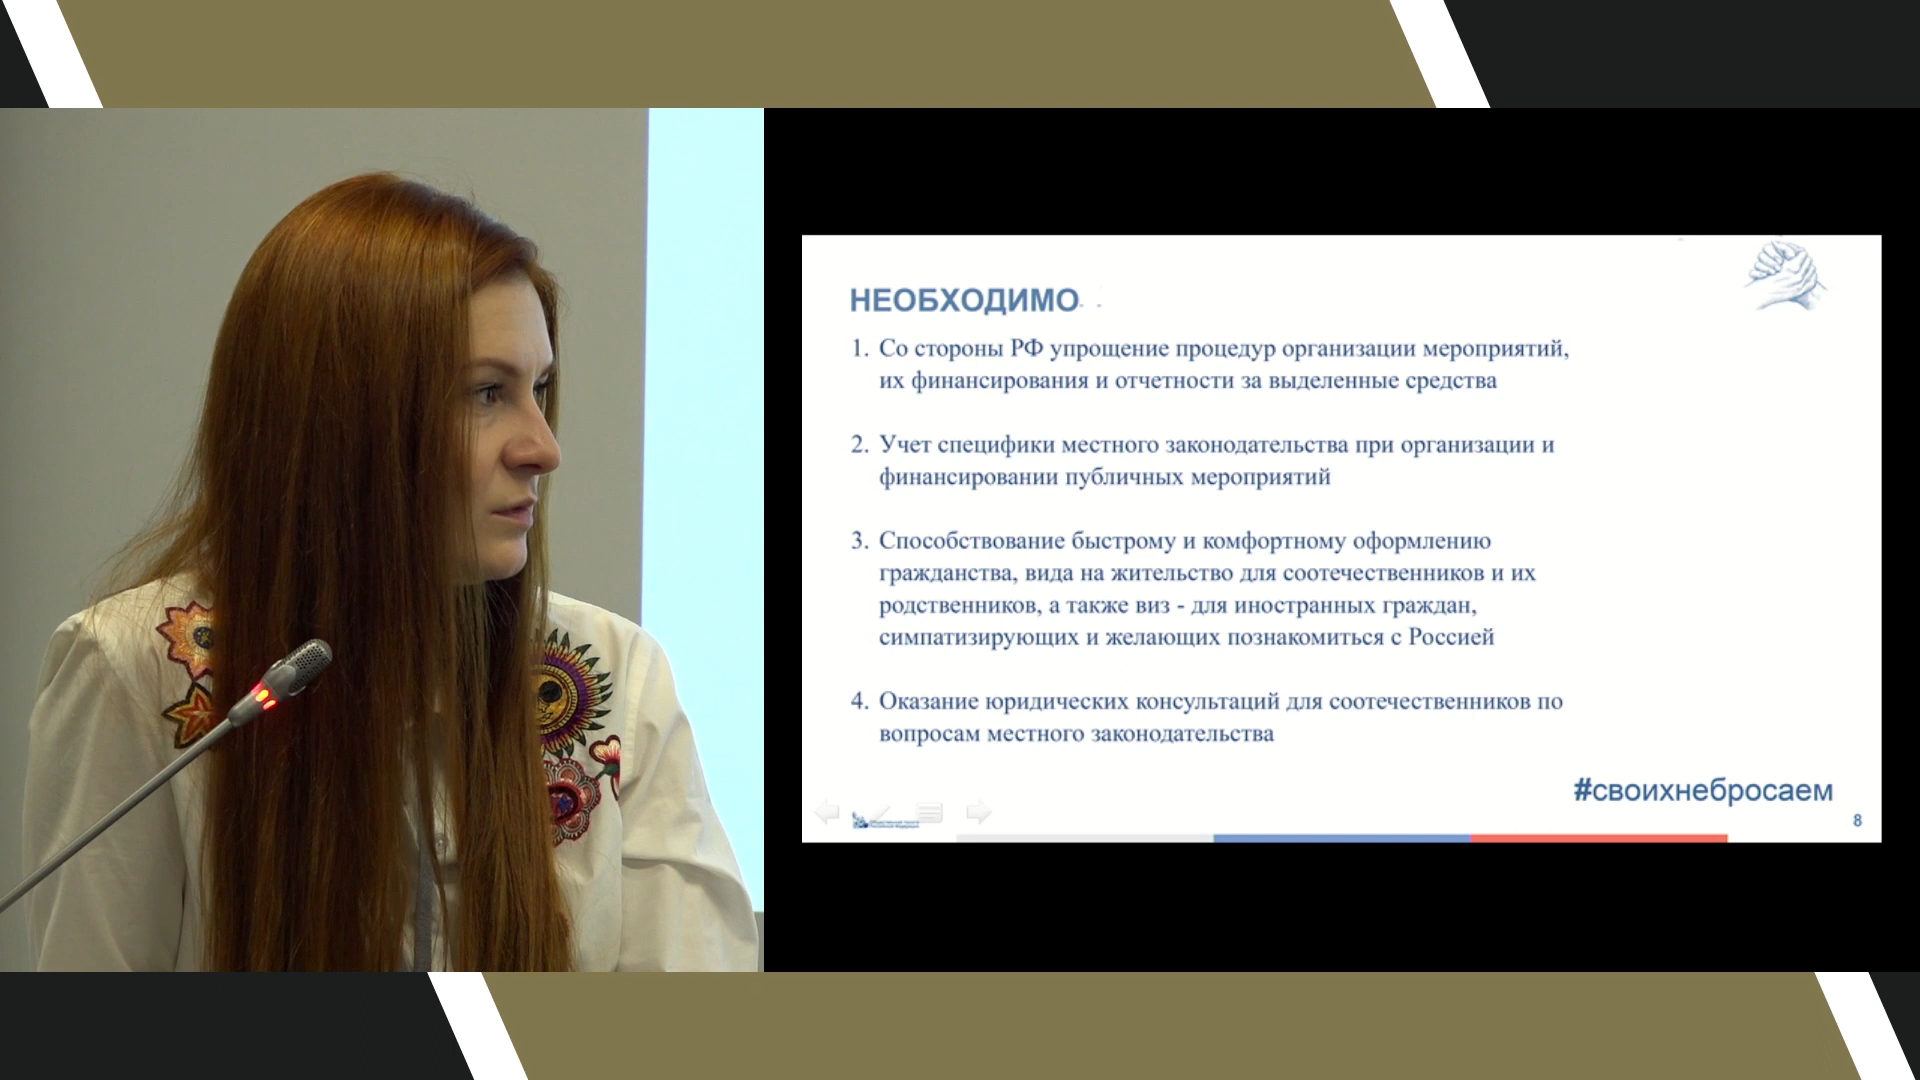 НЕОБХОДИМО
1. Со стороны РФ упрощение процедур организации мероприятий,
их финансирования и отчетности за выделенные средства
2. Учет специфики местного законодательства при организации и
финансировании публичных мероприятий
3. Способствование быстрому и комфортному оформлению
гражданства, вида на жительство для соотечественников и их
родственников, а также виз - для иностранных граждан,
симпатизирующих и желающих познакомиться с Россией
4. Оказание юридических консультаций для соотечественников по
вопросам местного законодательства
#своихнебросаем
8